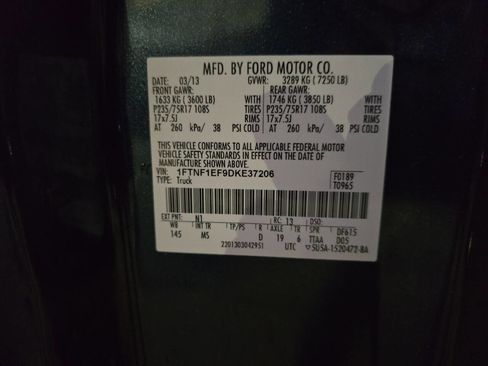 MFD. BY FORD MOTOR CO.
DATE: 03/13 GVWR: 3289 KG ( 7250 LB)
FRONT GAWR: REAR GAWR:
1633 KG ( 3600 LB) WITH 1746 KG ( 3850 LB) WITH
P235/75R17 108S TIRES P235/75R17 108S TIRES
17x7.5J RIMS 17x7.5J RIMS
AT 260 kPa/ 38 PSI COLD AT 260 kPa/ 38 PSI COLD
THIS VEHICLE CONFORMS TO ALL APPLICABLE FEDERAL MOTOR
VEHICLE SAFETY STANDARDS IN EFFECT ON THE DATE OF
MANUFACTURE SHOWN ABOVE.
VIN: 1FTNF1EF9DKE37206 F0189
TYPE: Truck T0965
EXT PNT: N1 RC: 13 DSO:
WB INT TR TP/PS R AXLE TR SPR DF615
145 MS D 19 6 TTAA D0S
2201303042951 UTC ▽5U5A-1520472-BA